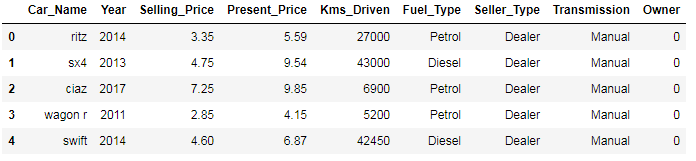 Car_Name Year Selling_Price Present_Price Kms_Driven Fuel_Type Seller_Type Transmission Owner
0 ritz 2014 3.35 5.59 27000 Petrol Dealer Manual 0
1 sx4 2013 4.75 9.54 43000 Diesel Dealer Manual 0
2 ciaz 2017 7.25 9.85 6900 Petrol Dealer Manual 0
3 wagon r 2011 2.85 4.15 5200 Petrol Dealer Manual 0
4 swift 2014 4.60 6.87 42450 Diesel Dealer Manual 0